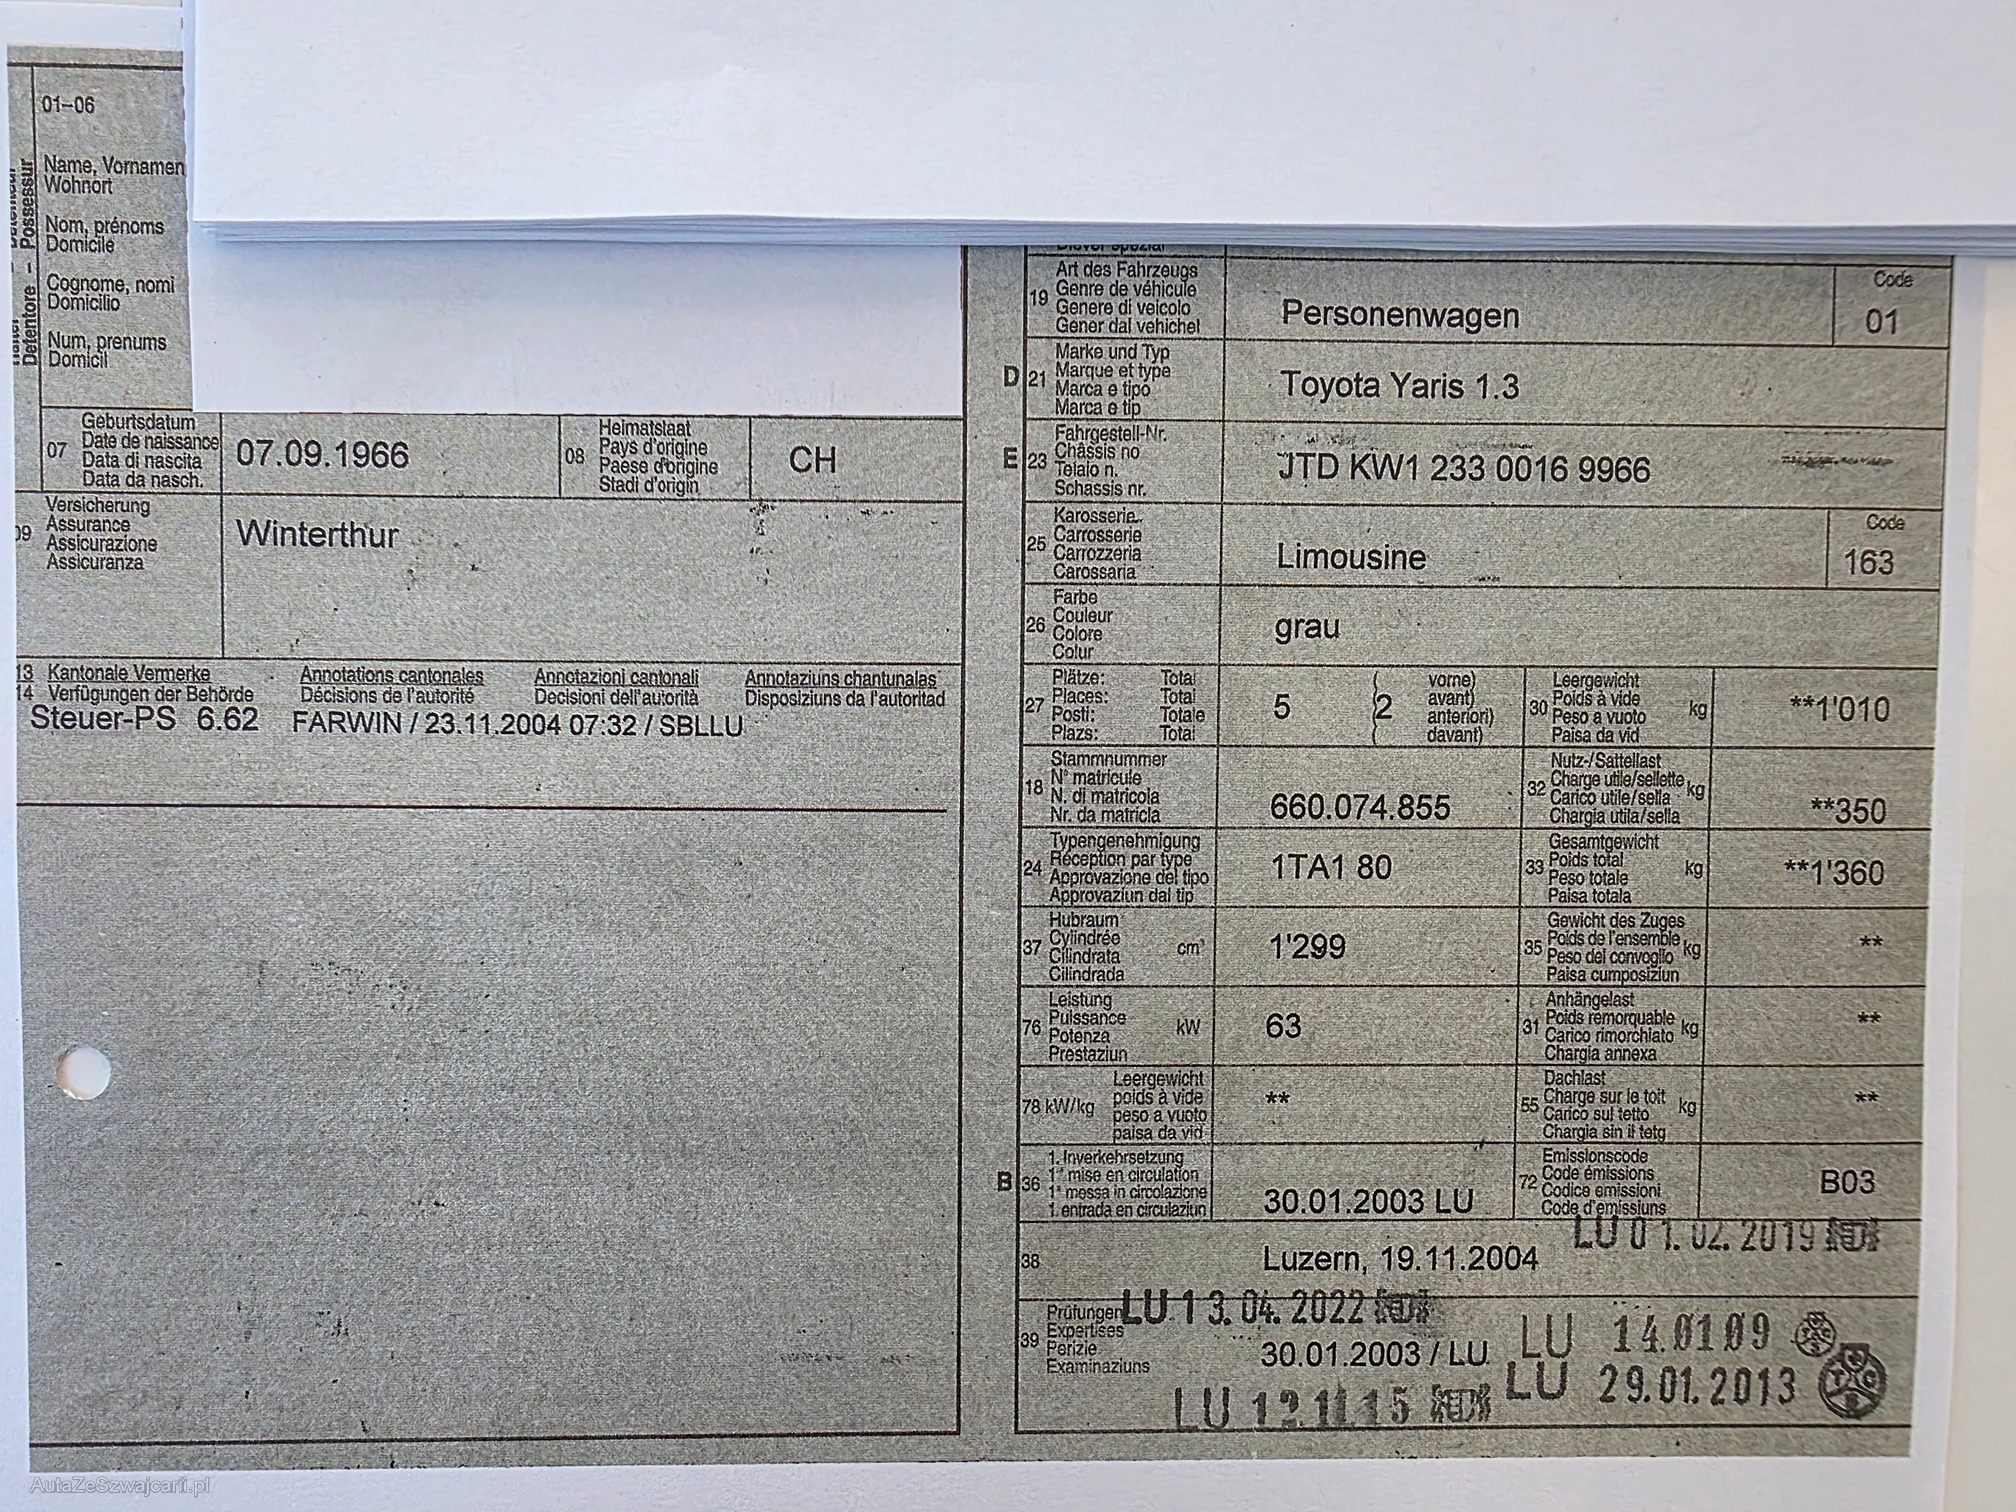 01–06
Name, Vornamen
Wohnort
Nom, prénoms
Domicile
Cognome, nomi
Domicilio
Num, prenums
Domicil
Detentore - Possessur
07
Geburtsdatum
Date de naissance
Data di nascita
Data da nasch.
07.09.1966
08
Heimatstaat
Pays d'origine
Paese d'origine
Stadi d'origin
CH
09
Versicherung
Assurance
Assicurazione
Assicuranza
Winterthur
13 Kantonale Vermerke Annotations cantonales Annotazioni cantonali Annotaziuns chantunalas
14 Verfügungen der Behörde Décisions de l'autorité Decisioni dell'autorità Disposiziuns da l'autoritad
Steuer-PS 6.62 FARWIN / 23.11.2004 07:32 / SBLLU
19
Art des Fahrzeugs
Genre de véhicule
Genere di veicolo
Gener dal vehichel
Personenwagen
Code
01
D 21
Marke und Typ
Marque et type
Marca e tipo
Marca e tip
Toyota Yaris 1.3
E 23
Fahrgestell-Nr.
Châssis no
Telaio n.
Schassis nr.
JTD KW1 233 0016 9966
25
Karosserie
Carrosserie
Carrozzeria
Carossaria
Limousine
Code
163
26
Farbe
Couleur
Colore
Colur
grau
27
Plätze: Total
Places: Total
Posti: Totale
Plazs: Total
5
( vorne)
(2 avant)
( anteriori)
( davant)
30
Leergewicht
Poids à vide
Peso a vuoto
Paisa da vid
kg
**1'010
18
Stammnummer
N° matricule
N. di matricola
Nr. da matricla
660.074.855
32
Nutz-/Sattellast
Charge utile/sellette
Carico utile/sella
Chargia utila/sella
kg
**350
24
Typengenehmigung
Réception par type
Approvazione del tipo
Approvaziun dal tip
1TA1 80
33
Gesamtgewicht
Poids total
Peso totale
Paisa totala
kg
**1'360
37
Hubraum
Cylindrée
Cilindrata
Cilindrada
cm³
1'299
35
Gewicht des Zuges
Poids de l'ensemble
Peso del convoglio
Paisa cumposiziun
kg
**
76
Leistung
Puissance
Potenza
Prestaziun
kW
63
31
Anhängelast
Poids remorquable
Carico rimorchiato
Chargia annexa
kg
**
78 kW/kg
Leergewicht
poids à vide
peso a vuoto
paisa da vid
**
55
Dachlast
Charge sur le toit
Carico sul tetto
Chargia sin il tetg
kg
**
B 36
1. Inverkehrsetzung
1re mise en circulation
1a messa in circolazione
1. entrada en circulaziun
30.01.2003 LU
72
Emissionscode
Code émissions
Codice emissioni
Code d'emissiuns
B03
38
Luzern, 19.11.2004
LU 01.02.2019
39
Prüfungen
Expertises
Perizie
Examinaziuns
LU 13.04.2022
30.01.2003 / LU
LU 14.01 09
LU 29.01.2013
LU 12.11.15
AutaZeSzwajcarii.pl